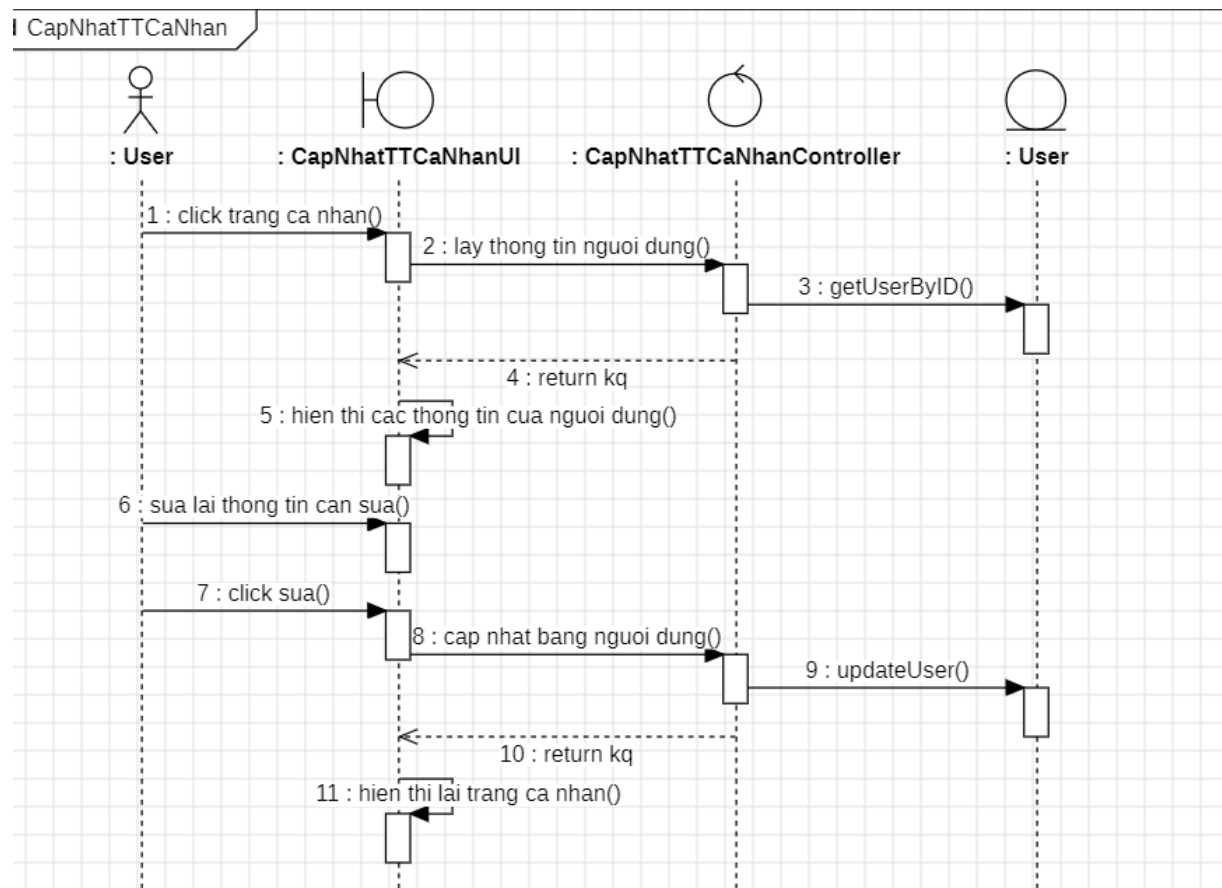 CapNhatTTCaNhan
: User
: CapNhatTTCaNhanUI
: CapNhatTTCaNhanController
: User
1 : click trang ca nhan()
2 : lay thong tin nguoi dung()
3 : getUserByID()
4 : return kq
5 : hien thi cac thong tin cua nguoi dung()
6 : sua lai thong tin can sua()
7 : click sua()
8 : cap nhat bang nguoi dung()
9 : updateUser()
10 : return kq
11 : hien thi lai trang ca nhan()